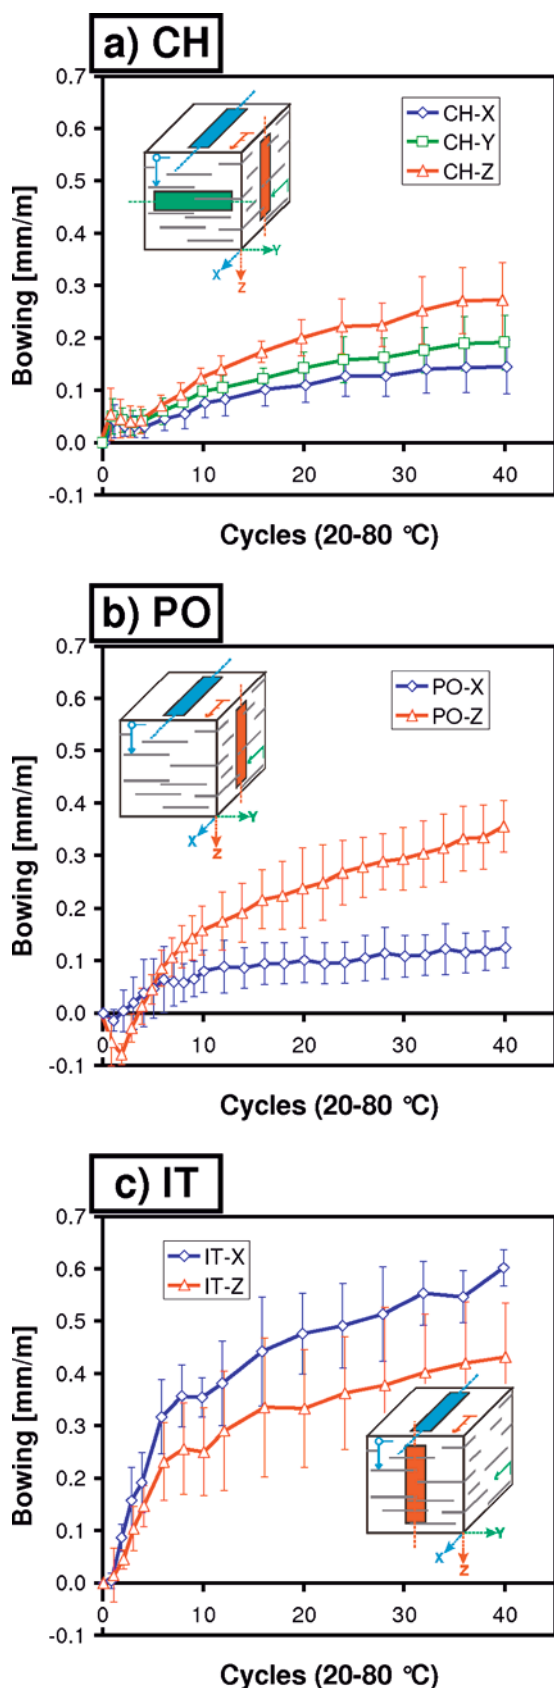 a) CH
0.7
0.6
0.5
0.4
0.3
0.2
0.1
0.0
-0.1
Bowing [mm/m]
CH-X
CH-Y
CH-Z
X
Y
Z
0 10 20 30 40
Cycles (20-80 °C)
b) PO
0.7
0.6
0.5
0.4
0.3
0.2
0.1
0.0
-0.1
Bowing [mm/m]
PO-X
PO-Z
X
Y
Z
0 10 20 30 40
Cycles (20-80 °C)
c) IT
0.7
0.6
0.5
0.4
0.3
0.2
0.1
0.0
-0.1
Bowing [mm/m]
IT-X
IT-Z
X
Y
Z
0 10 20 30 40
Cycles (20-80 °C)